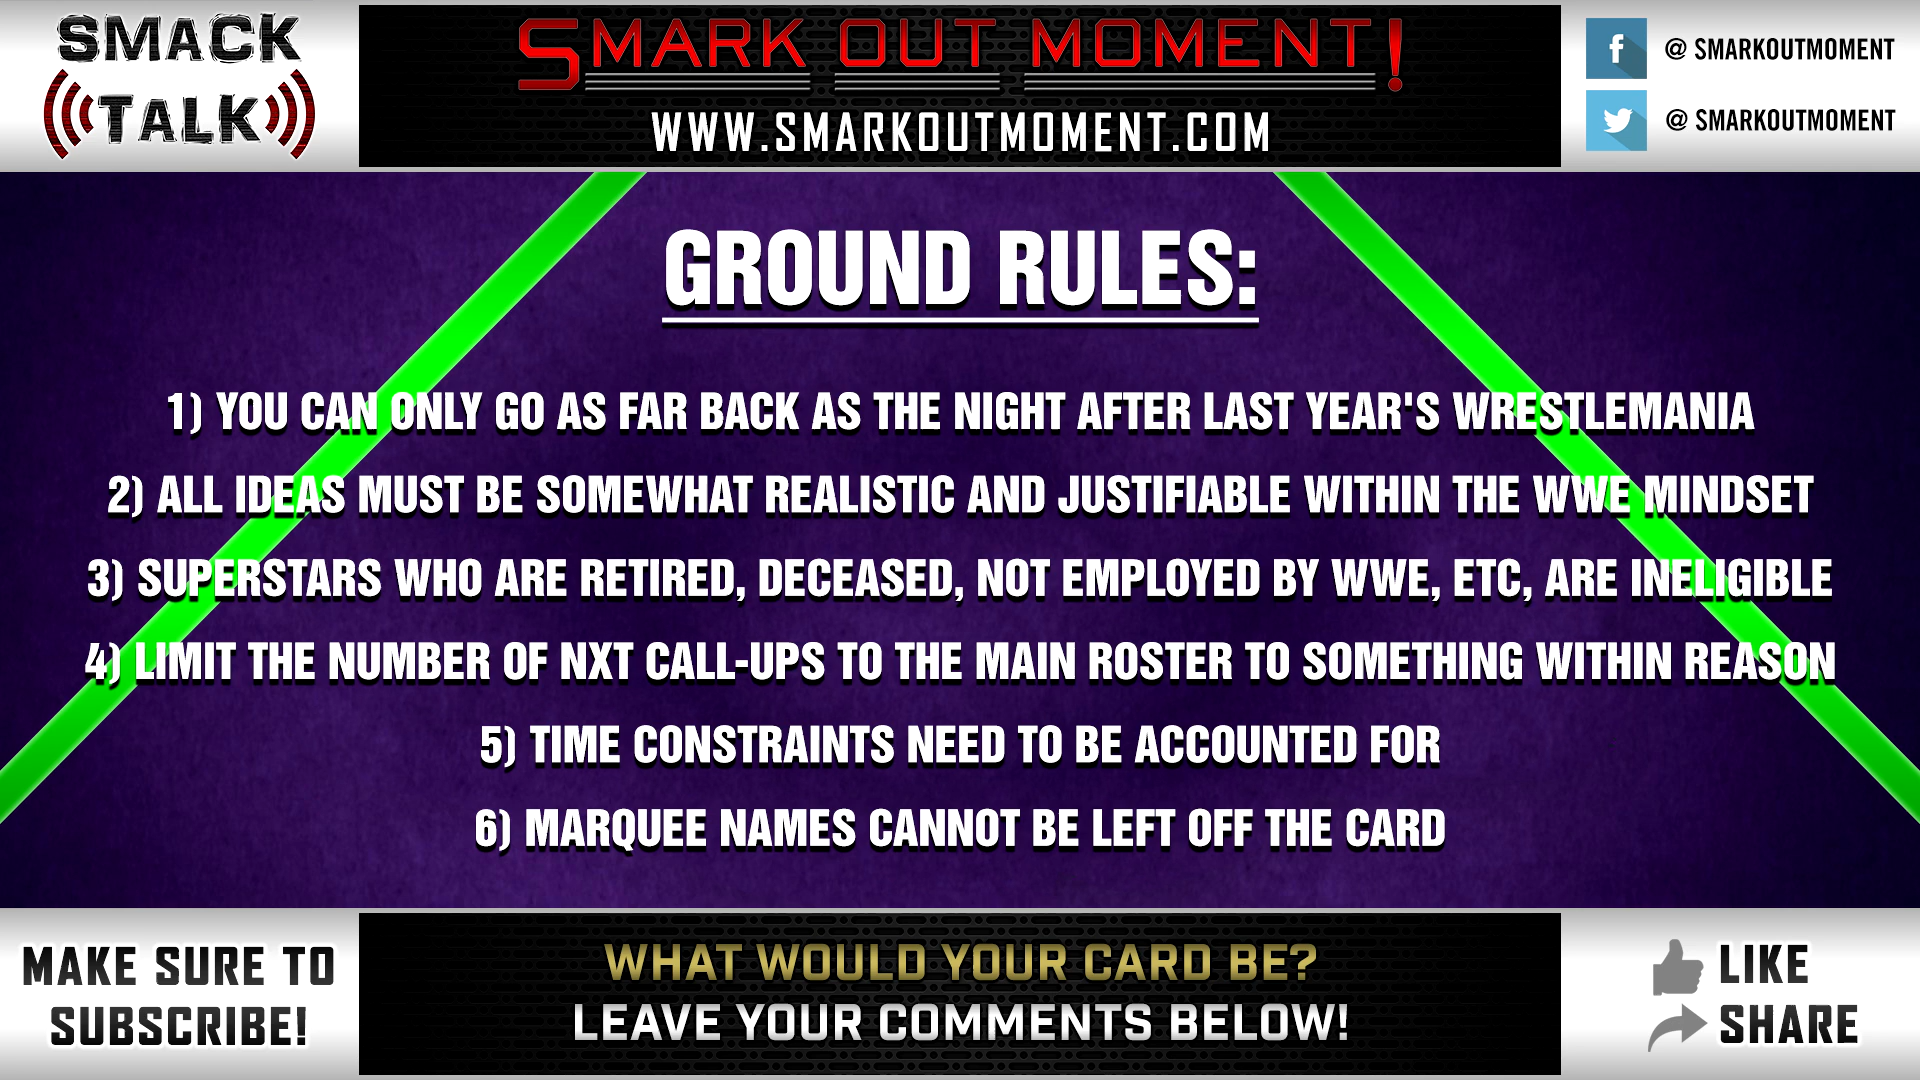 SMACK
TALK
SMARK OUT MOMENT!
WWW.SMARKOUTMOMENT.COM
f @ SMARKOUTMOMENT
@ SMARKOUTMOMENT
GROUND RULES:
1) YOU CAN ONLY GO AS FAR BACK AS THE NIGHT AFTER LAST YEAR'S WRESTLEMANIA
2) ALL IDEAS MUST BE SOMEWHAT REALISTIC AND JUSTIFIABLE WITHIN THE WWE MINDSET
3) SUPERSTARS WHO ARE RETIRED, DECEASED, NOT EMPLOYED BY WWE, ETC, ARE INELIGIBLE
4) LIMIT THE NUMBER OF NXT CALL-UPS TO THE MAIN ROSTER TO SOMETHING WITHIN REASON
5) TIME CONSTRAINTS NEED TO BE ACCOUNTED FOR
6) MARQUEE NAMES CANNOT BE LEFT OFF THE CARD
MAKE SURE TO
SUBSCRIBE!
WHAT WOULD YOUR CARD BE?
LEAVE YOUR COMMENTS BELOW!
LIKE
SHARE